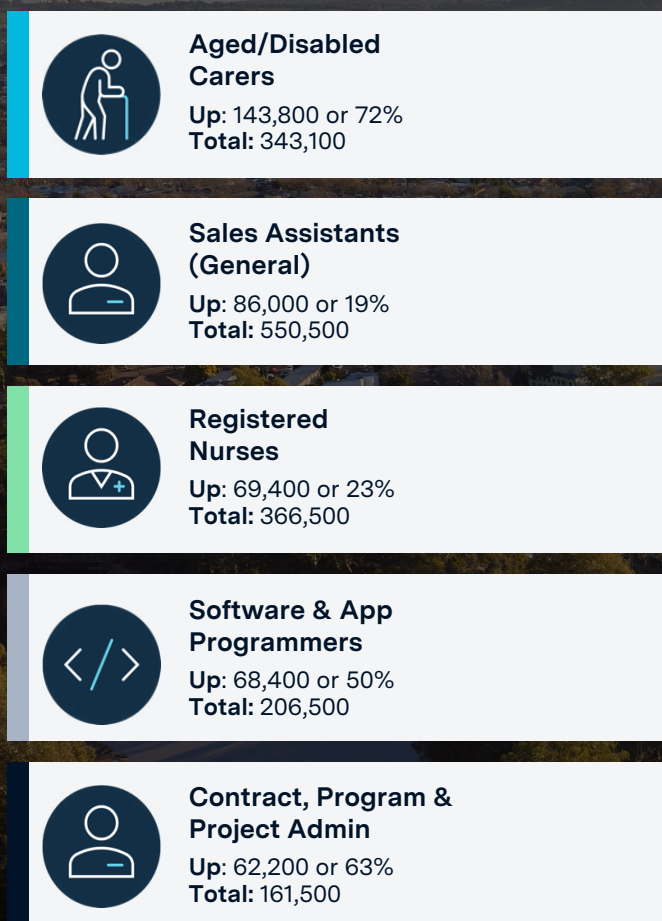 Aged/Disabled
Carers
Up: 143,800 or 72%
Total: 343,100
Sales Assistants
(General)
Up: 86,000 or 19%
Total: 550,500
Registered
Nurses
Up: 69,400 or 23%
Total: 366,500
Software & App
Programmers
Up: 68,400 or 50%
Total: 206,500
Contract, Program &
Project Admin
Up: 62,200 or 63%
Total: 161,500